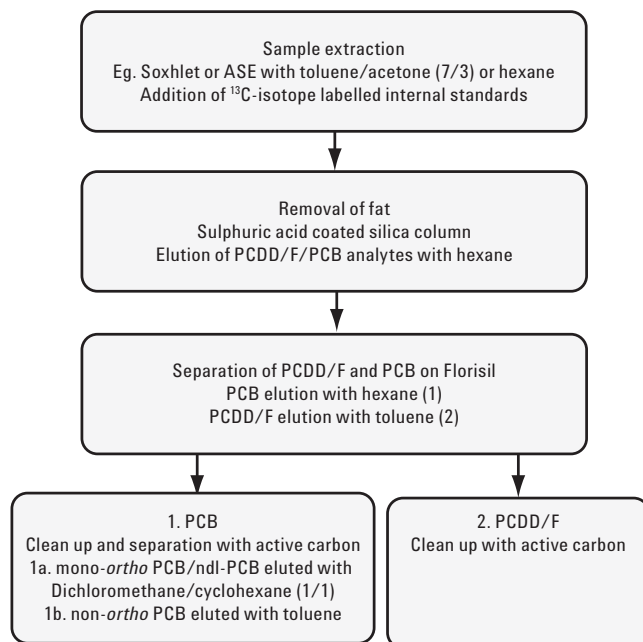 Sample extraction
Eg. Soxhlet or ASE with toluene/acetone (7/3) or hexane
Addition of ¹³C-isotope labelled internal standards
Removal of fat
Sulphuric acid coated silica column
Elution of PCDD/F/PCB analytes with hexane
Separation of PCDD/F and PCB on Florisil
PCB elution with hexane (1)
PCDD/F elution with toluene (2)
1. PCB
Clean up and separation with active carbon
1a. mono-ortho PCB/ndl-PCB eluted with
Dichloromethane/cyclohexane (1/1)
1b. non-ortho PCB eluted with toluene
2. PCDD/F
Clean up with active carbon